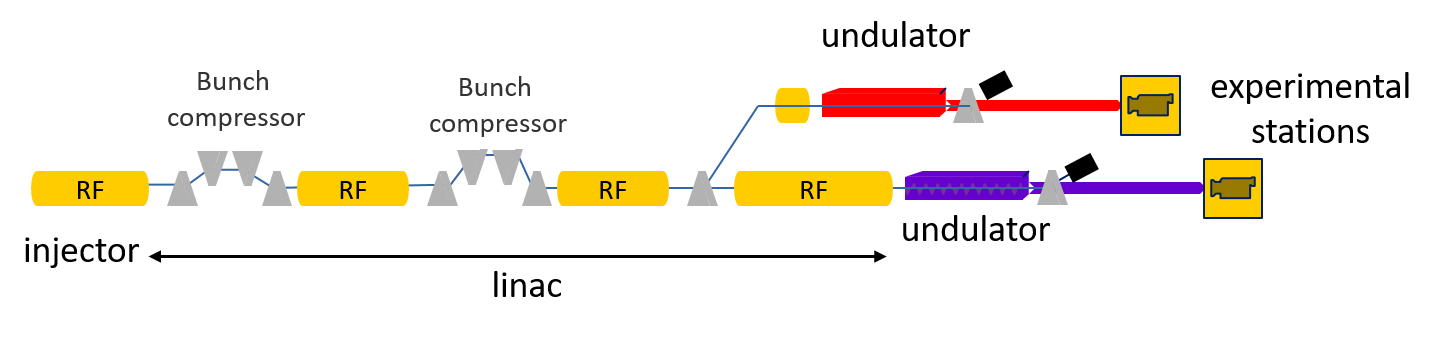 undulator
Bunch
compressor
Bunch
compressor
experimental
stations
RF
RF
RF
RF
injector
undulator
linac